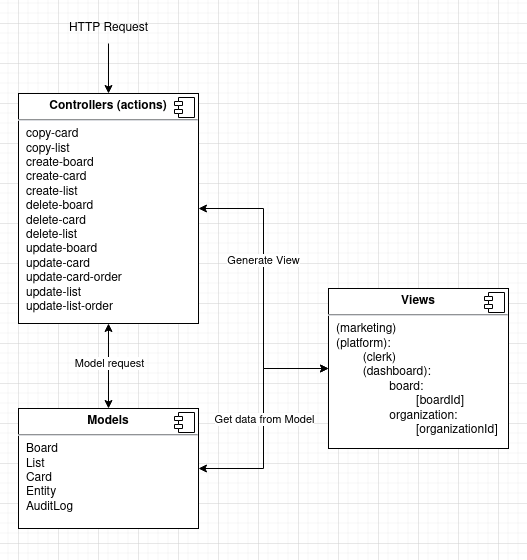 HTTP Request
Controllers (actions)
copy-card
copy-list
create-board
create-card
create-list
delete-board
delete-card
delete-list
update-board
update-card
update-card-order
update-list
update-list-order
Generate View
Views
(marketing)
(platform):
(clerk)
(dashboard):
board:
[boardId]
organization:
[organizationId]
Model request
Get data from Model
Models
Board
List
Card
Entity
AuditLog